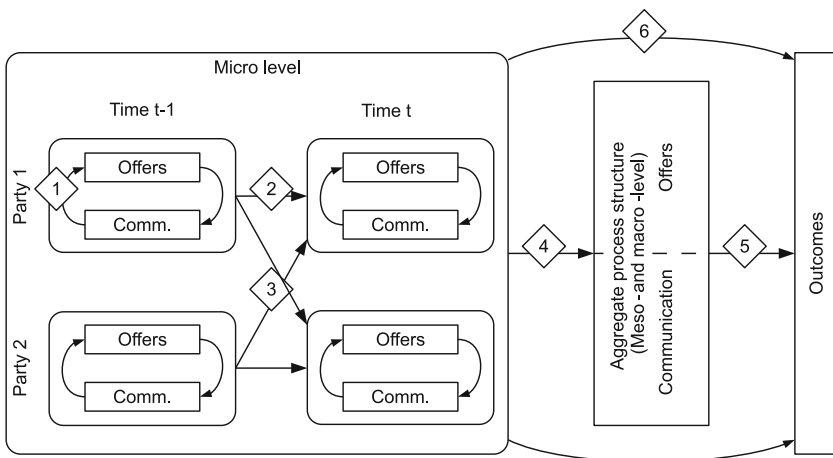 6
Micro level
Time t-1
Time t
Party 1
Offers
Comm.
1
2
Offers
Comm.
3
Party 2
Offers
Comm.
Offers
Comm.
4
Aggregate process structure
(Meso -and macro -level)
Communication Offers
5
Outcomes